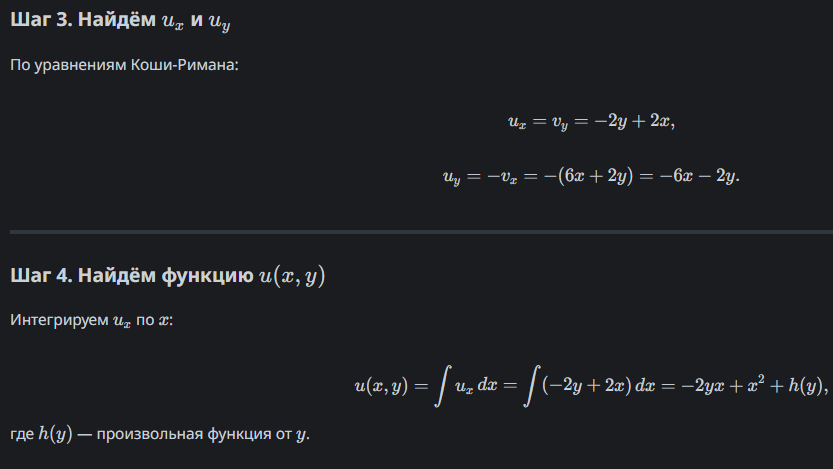 Шаг 3. Найдём $u_x$ и $u_y$
По уравнениям Коши-Римана:
$u_x = v_y = -2y + 2x,$
$u_y = -v_x = -(6x + 2y) = -6x - 2y.$
Шаг 4. Найдём функцию $u(x, y)$
Интегрируем $u_x$ по $x$:
$u(x, y) = \int u_x \, dx = \int (-2y + 2x) \, dx = -2yx + x^2 + h(y),$
где $h(y)$ — произвольная функция от $y$.